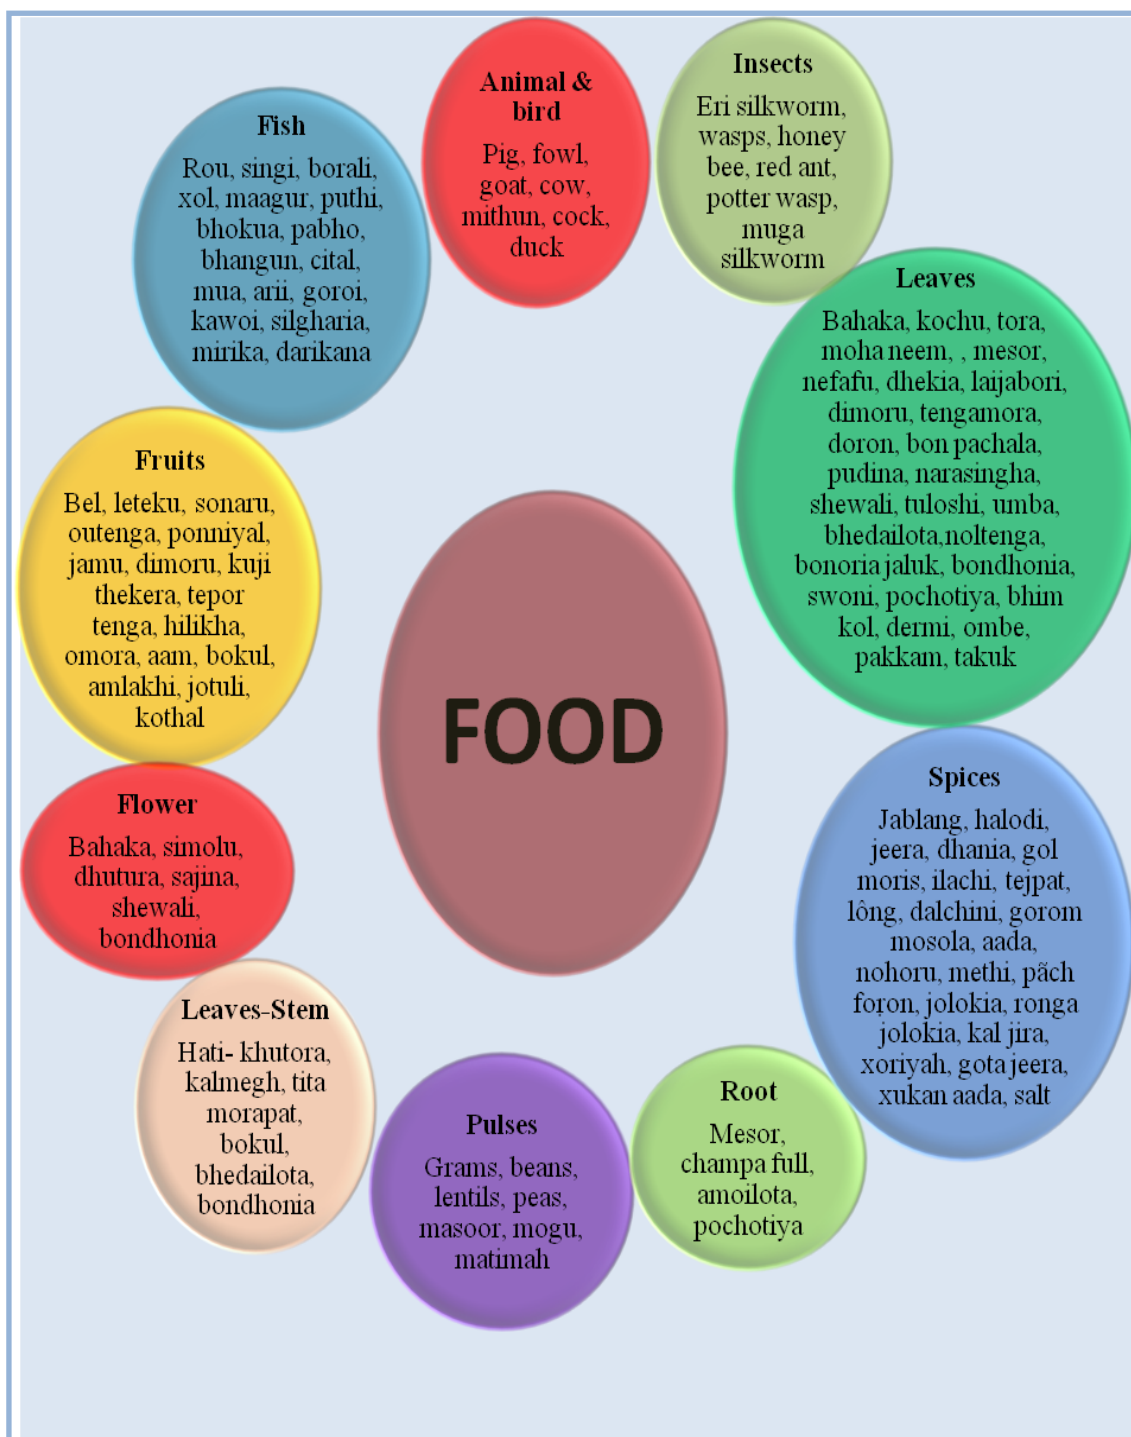 Animal &
bird
Pig, fowl,
goat, cow,
mithun, cock,
duck
Insects
Eri silkworm,
wasps, honey
bee, red ant,
potter wasp,
muga
silkworm
Leaves
Bahaka, kochu, tora,
moha neem, , mesor,
nefafu, dhekia, laijabori,
dimoru, tengamora,
doron, bon pachala,
pudina, narasingha,
shewali, tuloshi, umba,
bhedailota,noltenga,
bonoria jaluk, bondhonia,
swoni, pochotiya, bhim
kol, dermi, ombe,
pakkam, takuk
Spices
Jablang, halodi,
jeera, dhania, gol
moris, ilachi, tejpat,
lông, dalchini, gorom
mosola, aada,
nohoru, methi, pãch
foṛon, jolokia, ronga
jolokia, kal jira,
xoriyah, gota jeera,
xukan aada, salt
Root
Mesor,
champa full,
amoilota,
pochotiya
Pulses
Grams, beans,
lentils, peas,
masoor, mogu,
matimah
Leaves-Stem
Hati- khutora,
kalmegh, tita
morapat,
bokul,
bhedailota,
bondhonia
Flower
Bahaka, simolu,
dhutura, sajina,
shewali,
bondhonia
Fruits
Bel, leteku, sonaru,
outenga, ponniyal,
jamu, dimoru, kuji
thekera, tepor
tenga, hilikha,
omora, aam, bokul,
amlakhi, jotuli,
kothal
Fish
Rou, singi, borali,
xol, maagur, puthi,
bhokua, pabho,
bhangun, cital,
mua, arii, goroi,
kawoi, silgharia,
mirika, darikana
FOOD